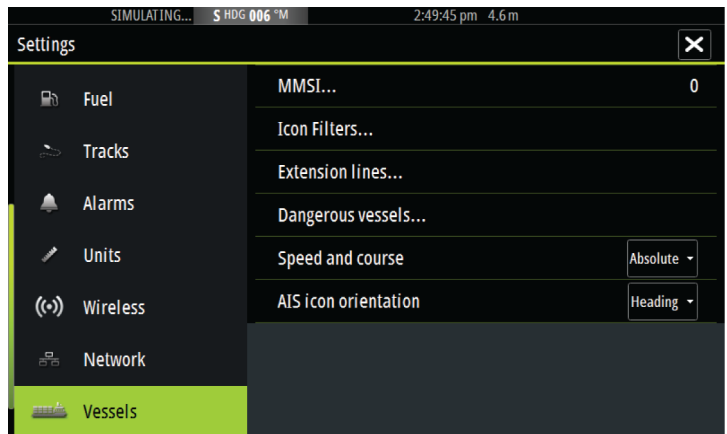 SIMULATING... S HDG 006 °M 2:49:45 pm 4.6 m
Settings
Fuel
Tracks
Alarms
Units
Wireless
Network
Vessels
MMSI... 0
Icon Filters...
Extension lines...
Dangerous vessels...
Speed and course Absolute
AIS icon orientation Heading